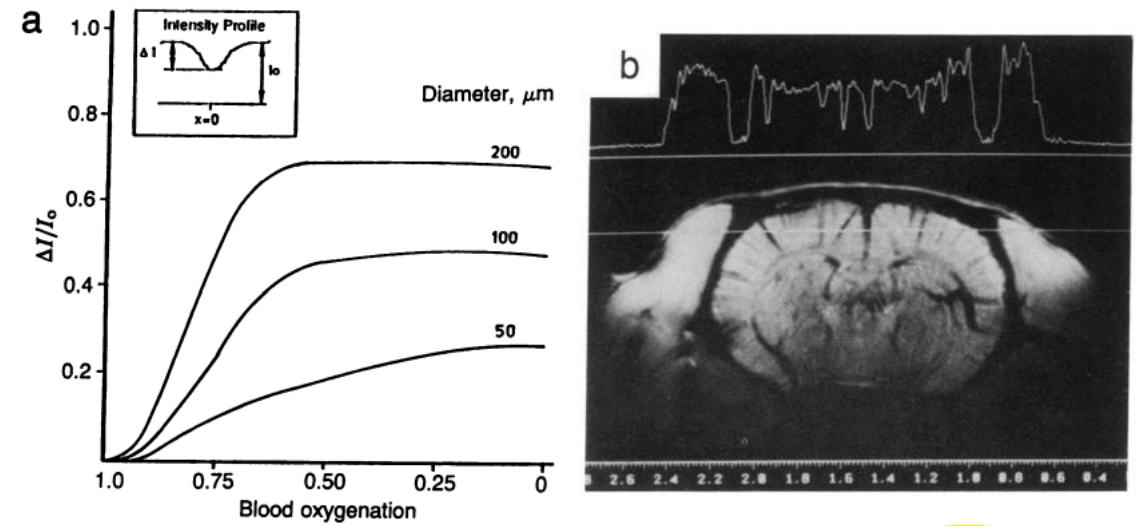 a
Intensity Profile
ΔI
Io
x=0
ΔI/Io
1.0
0.8
0.6
0.4
0.2
Diameter, μm
200
100
50
1.0 0.75 0.50 0.25 0
Blood oxygenation
b
2.6 2.4 2.2 2.0 1.8 1.6 1.4 1.2 1.0 0.8 0.6 0.4